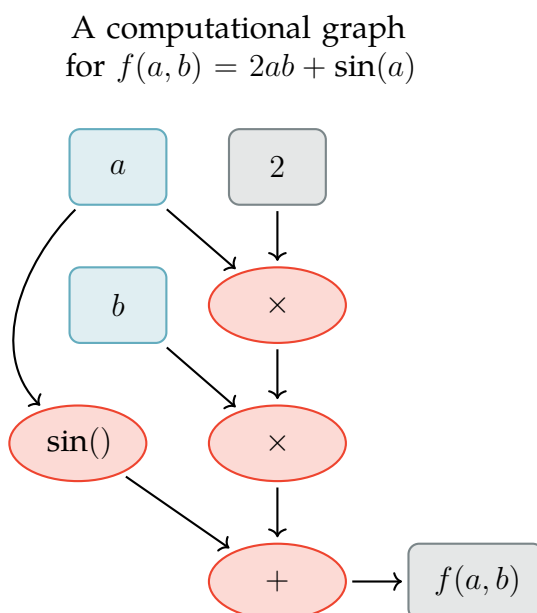 A computational graph
for f(a, b) = 2ab + sin(a)
a
2
×
b
×
sin()
+
f(a, b)